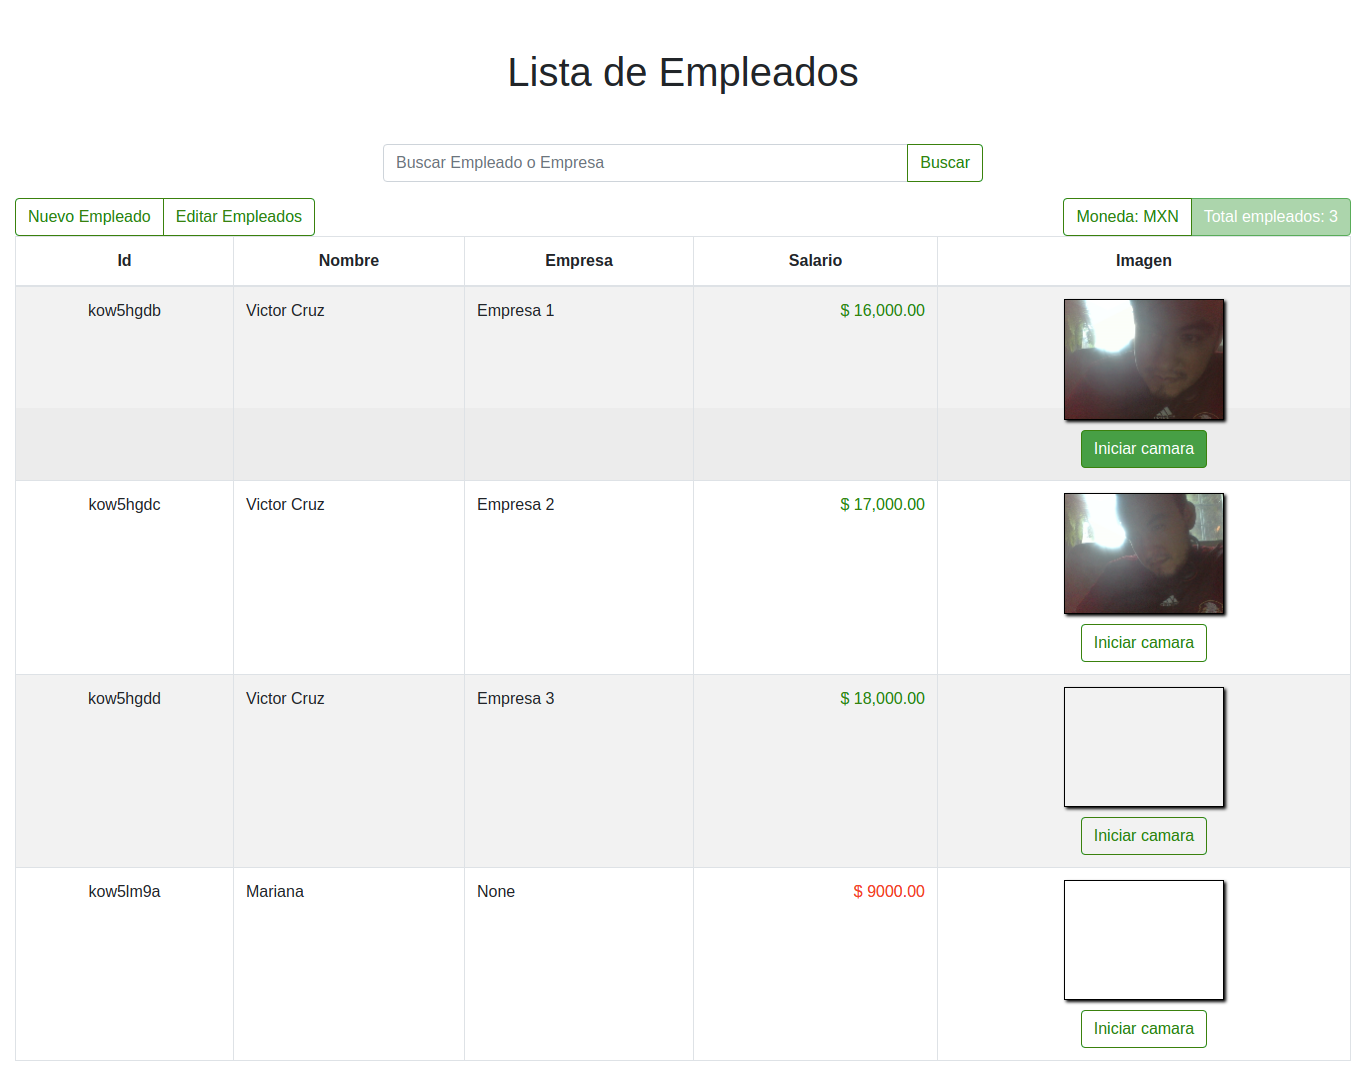 Lista de Empleados
Buscar Empleado o Empresa Buscar
Nuevo Empleado Editar Empleados Moneda: MXN Total empleados: 3
Id Nombre Empresa Salario Imagen
kow5hgdb Victor Cruz Empresa 1 $ 16,000.00
Iniciar camara
kow5hgdc Victor Cruz Empresa 2 $ 17,000.00
Iniciar camara
kow5hgdd Victor Cruz Empresa 3 $ 18,000.00
Iniciar camara
kow5lm9a Mariana None $ 9000.00
Iniciar camara